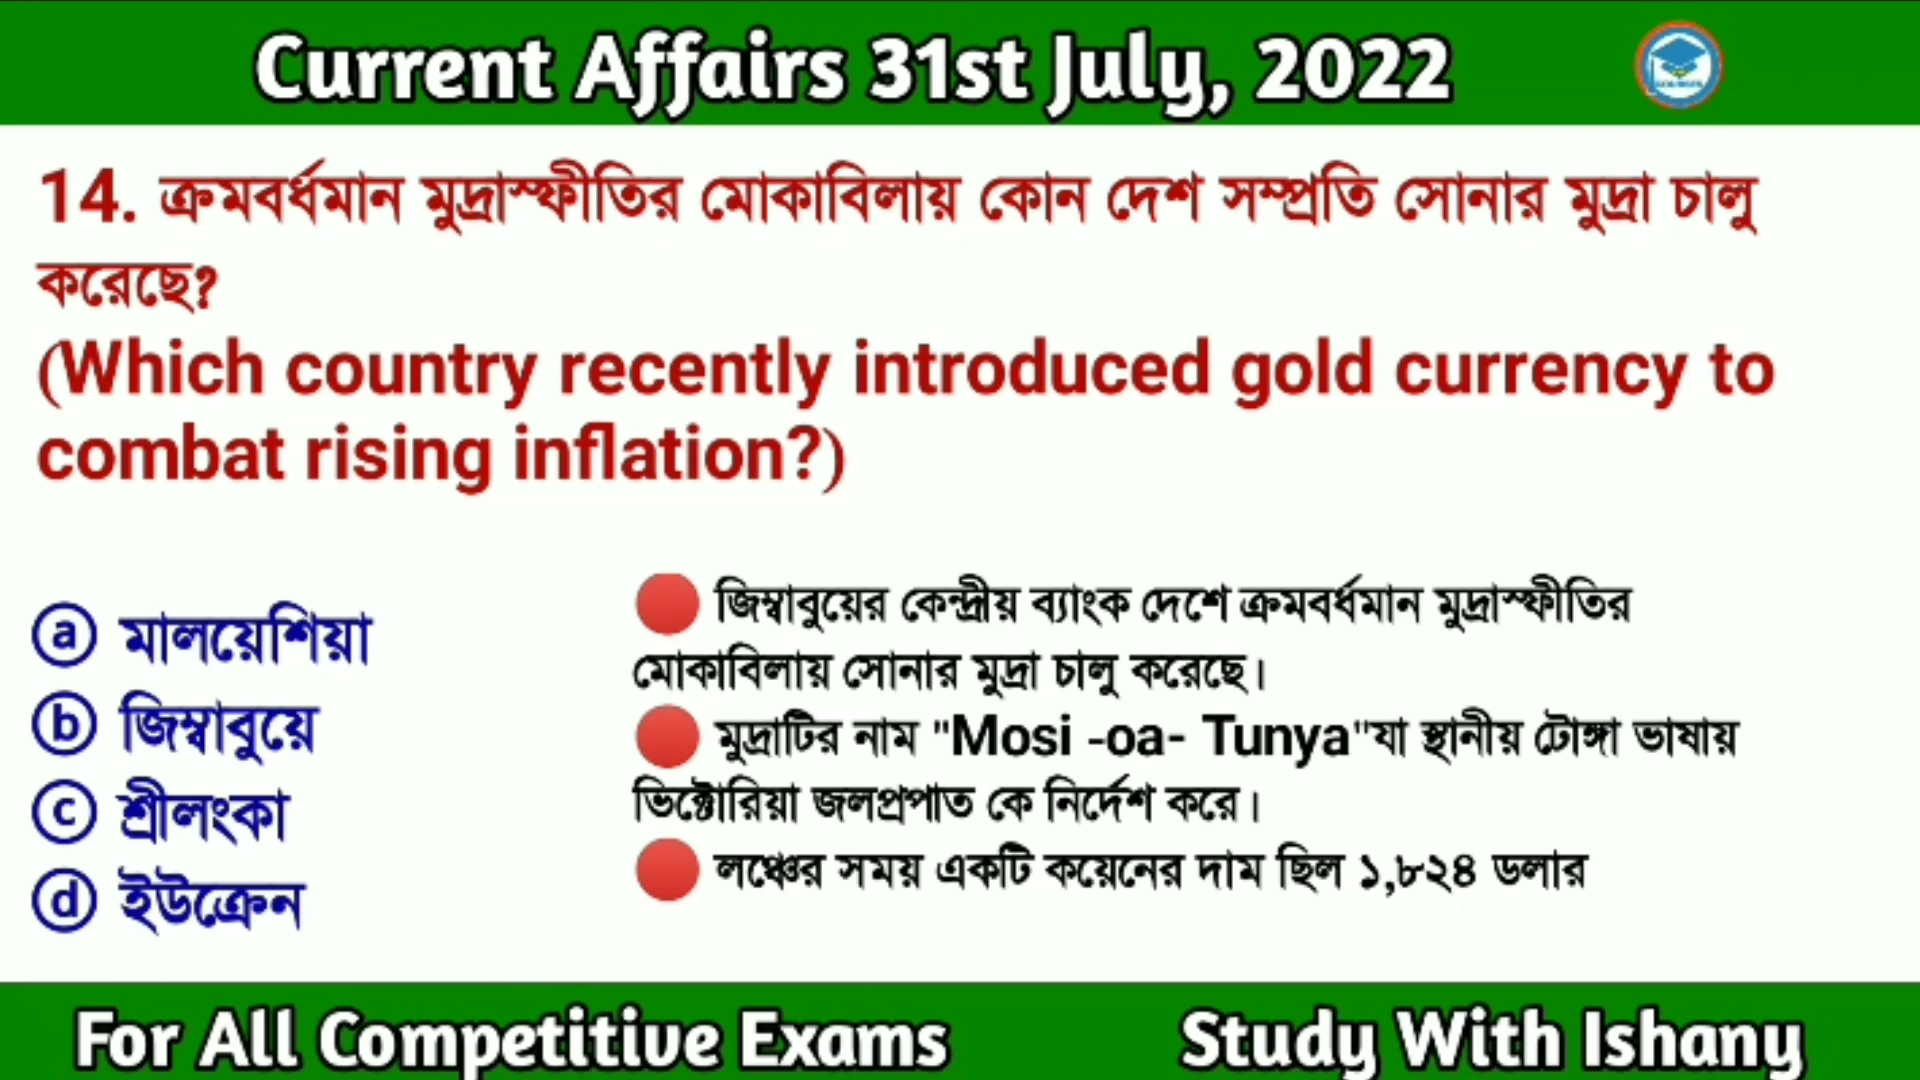 Current Affairs 31st July, 2022
14. ক্রমবর্ধমান মুদ্রাস্ফীতির মোকাবিলায় কোন দেশ সম্প্রতি সোনার মুদ্রা চালু
করেছে?
(Which country recently introduced gold currency to
combat rising inflation?)
ⓐ মালয়েশিয়া
ⓑ জিম্বাবুয়ে
ⓒ শ্রীলংকা
ⓓ ইউক্রেন
🔴 জিম্বাবুয়ের কেন্দ্রীয় ব্যাংক দেশে ক্রমবর্ধমান মুদ্রাস্ফীতির
মোকাবিলায় সোনার মুদ্রা চালু করেছে।
🔴 মুদ্রাটির নাম "Mosi -oa- Tunya"যা স্থানীয় টোঙ্গা ভাষায়
ভিক্টোরিয়া জলপ্রপাত কে নির্দেশ করে।
🔴 লঞ্চের সময় একটি কয়েনের দাম ছিল ১,৮২৪ ডলার
For All Competitive Exams
Study With Ishany